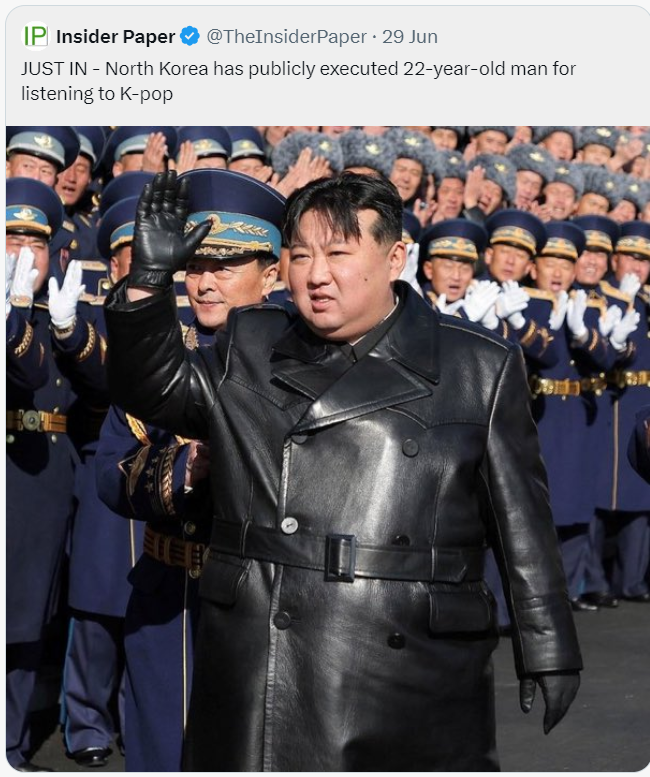 IP Insider Paper @TheInsiderPaper · 29 Jun
JUST IN - North Korea has publicly executed 22-year-old man for
listening to K-pop